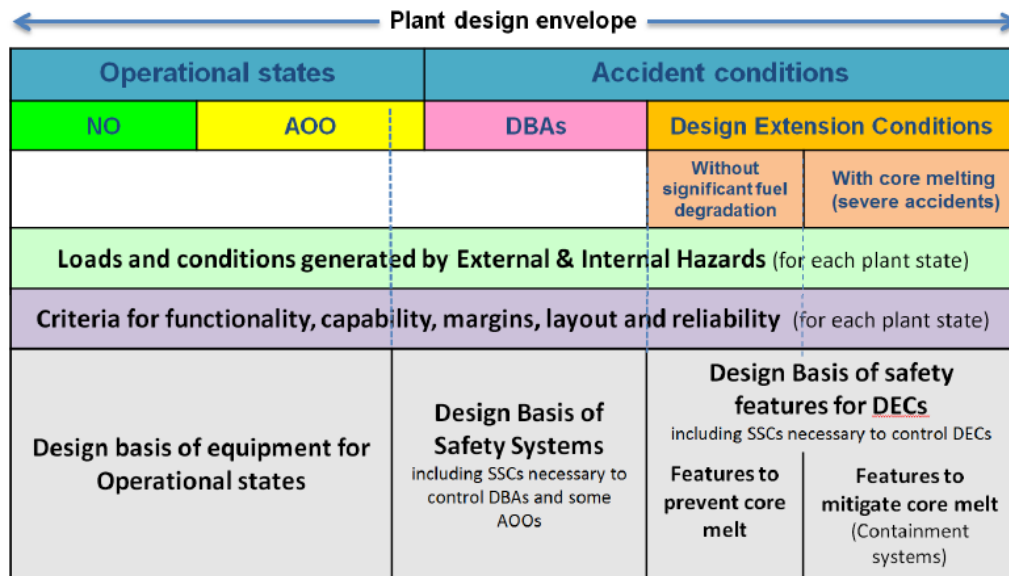 Plant design envelope
Operational states
Accident conditions
NO
AOO
DBAs
Design Extension Conditions
Without
significant fuel
degradation
With core melting
(severe accidents)
Loads and conditions generated by External & Internal Hazards (for each plant state)
Criteria for functionality, capability, margins, layout and reliability (for each plant state)
Design basis of equipment for
Operational states
Design Basis of
Safety Systems
including SSCs necessary to
control DBAs and some
AOOs
Design Basis of safety
features for DECs
including SSCs necessary to control DECs
Features to
prevent core
melt
Features to
mitigate core melt
(Containment
systems)